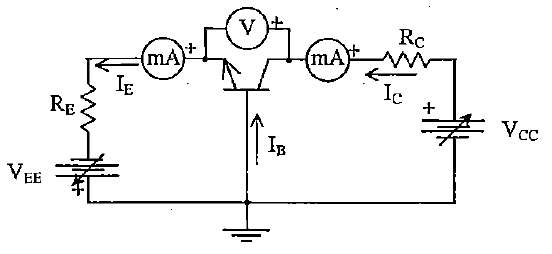 V +
mA + mA + R_C
I_E I_C
R_E
+ V_CC
I_B
V_EE +